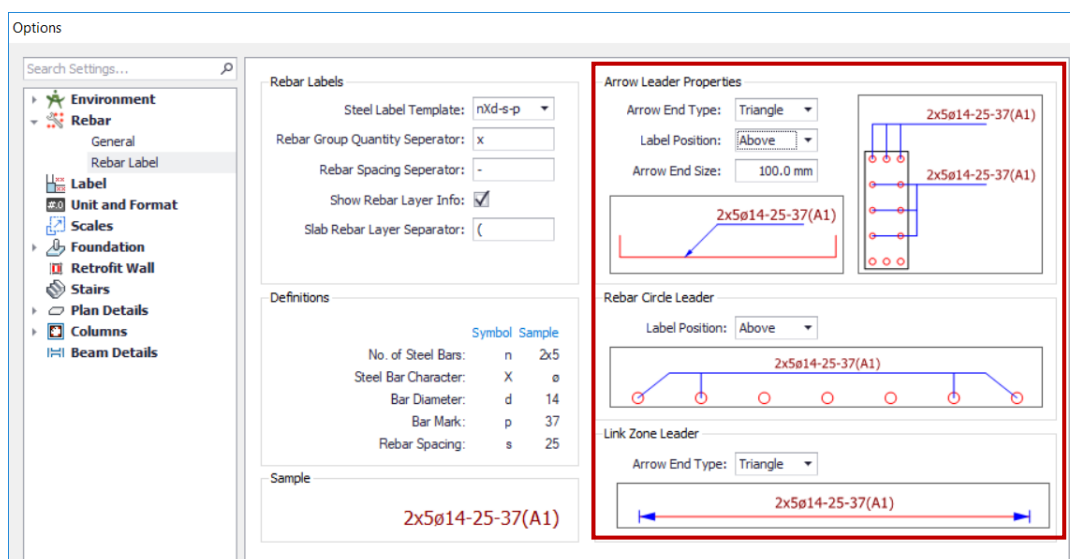 Options
Search Settings...
Environment
Rebar
General
Rebar Label
Label
Unit and Format
Scales
Foundation
Retrofit Wall
Stairs
Plan Details
Columns
Beam Details
Rebar Labels
Steel Label Template: nXd-s-p
Rebar Group Quantity Seperator: x
Rebar Spacing Seperator: -
Show Rebar Layer Info:
Slab Rebar Layer Separator: (
Definitions
Symbol Sample
No. of Steel Bars: n 2x5
Steel Bar Character: X ø
Bar Diameter: d 14
Bar Mark: p 37
Rebar Spacing: s 25
Sample
2x5ø14-25-37(A1)
Arrow Leader Properties
Arrow End Type: Triangle
Label Position: Above
Arrow End Size: 100.0 mm
2x5ø14-25-37(A1)
2x5ø14-25-37(A1)
2x5ø14-25-37(A1)
Rebar Circle Leader
Label Position: Above
2x5ø14-25-37(A1)
Link Zone Leader
Arrow End Type: Triangle
2x5ø14-25-37(A1)